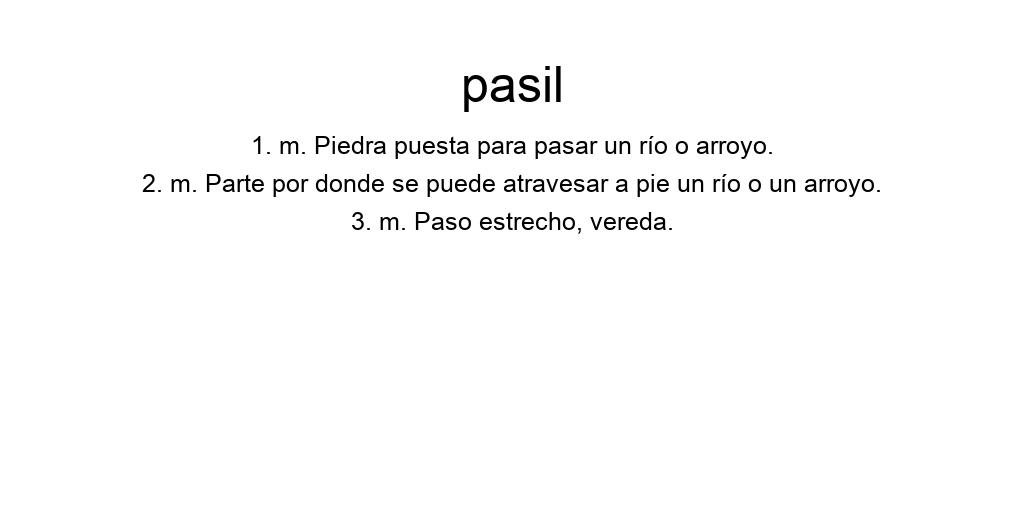 pasil
1. m. Piedra puesta para pasar un río o arroyo.
2. m. Parte por donde se puede atravesar a pie un río o un arroyo.
3. m. Paso estrecho, vereda.